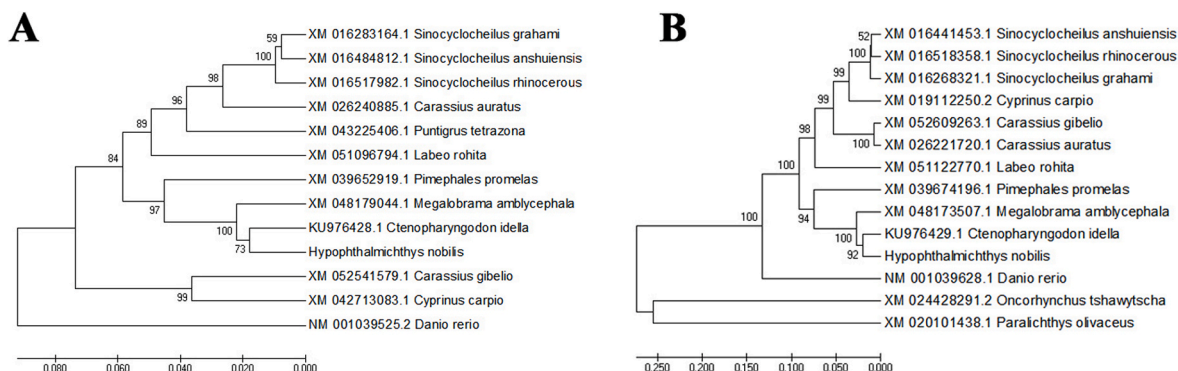 A
XM 016283164.1 Sinocyclocheilus grahami
XM 016484812.1 Sinocyclocheilus anshuiensis
XM 016517982.1 Sinocyclocheilus rhinocerous
XM 026240885.1 Carassius auratus
XM 043225406.1 Puntigrus tetrazona
XM 051096794.1 Labeo rohita
XM 039652919.1 Pimephales promelas
XM 048179044.1 Megalobrama amblycephala
KU976428.1 Ctenopharyngodon idella
Hypophthalmichthys nobilis
XM 052541579.1 Carassius gibelio
XM 042713083.1 Cyprinus carpio
NM 001039525.2 Danio rerio
59
100
98
96
89
84
97
100
73
99
0.080 0.060 0.040 0.020 0.000
B
XM 016441453.1 Sinocyclocheilus anshuiensis
XM 016518358.1 Sinocyclocheilus rhinocerous
XM 016268321.1 Sinocyclocheilus grahami
XM 019112250.2 Cyprinus carpio
XM 052609263.1 Carassius gibelio
XM 026221720.1 Carassius auratus
XM 051122770.1 Labeo rohita
XM 039674196.1 Pimephales promelas
XM 048173507.1 Megalobrama amblycephala
KU976429.1 Ctenopharyngodon idella
Hypophthalmichthys nobilis
NM 001039628.1 Danio rerio
XM 024428291.2 Oncorhynchus tshawytscha
XM 020101438.1 Paralichthys olivaceus
52
100
99
99
100
98
100
94
100
92
100
0.250 0.200 0.150 0.100 0.050 0.000